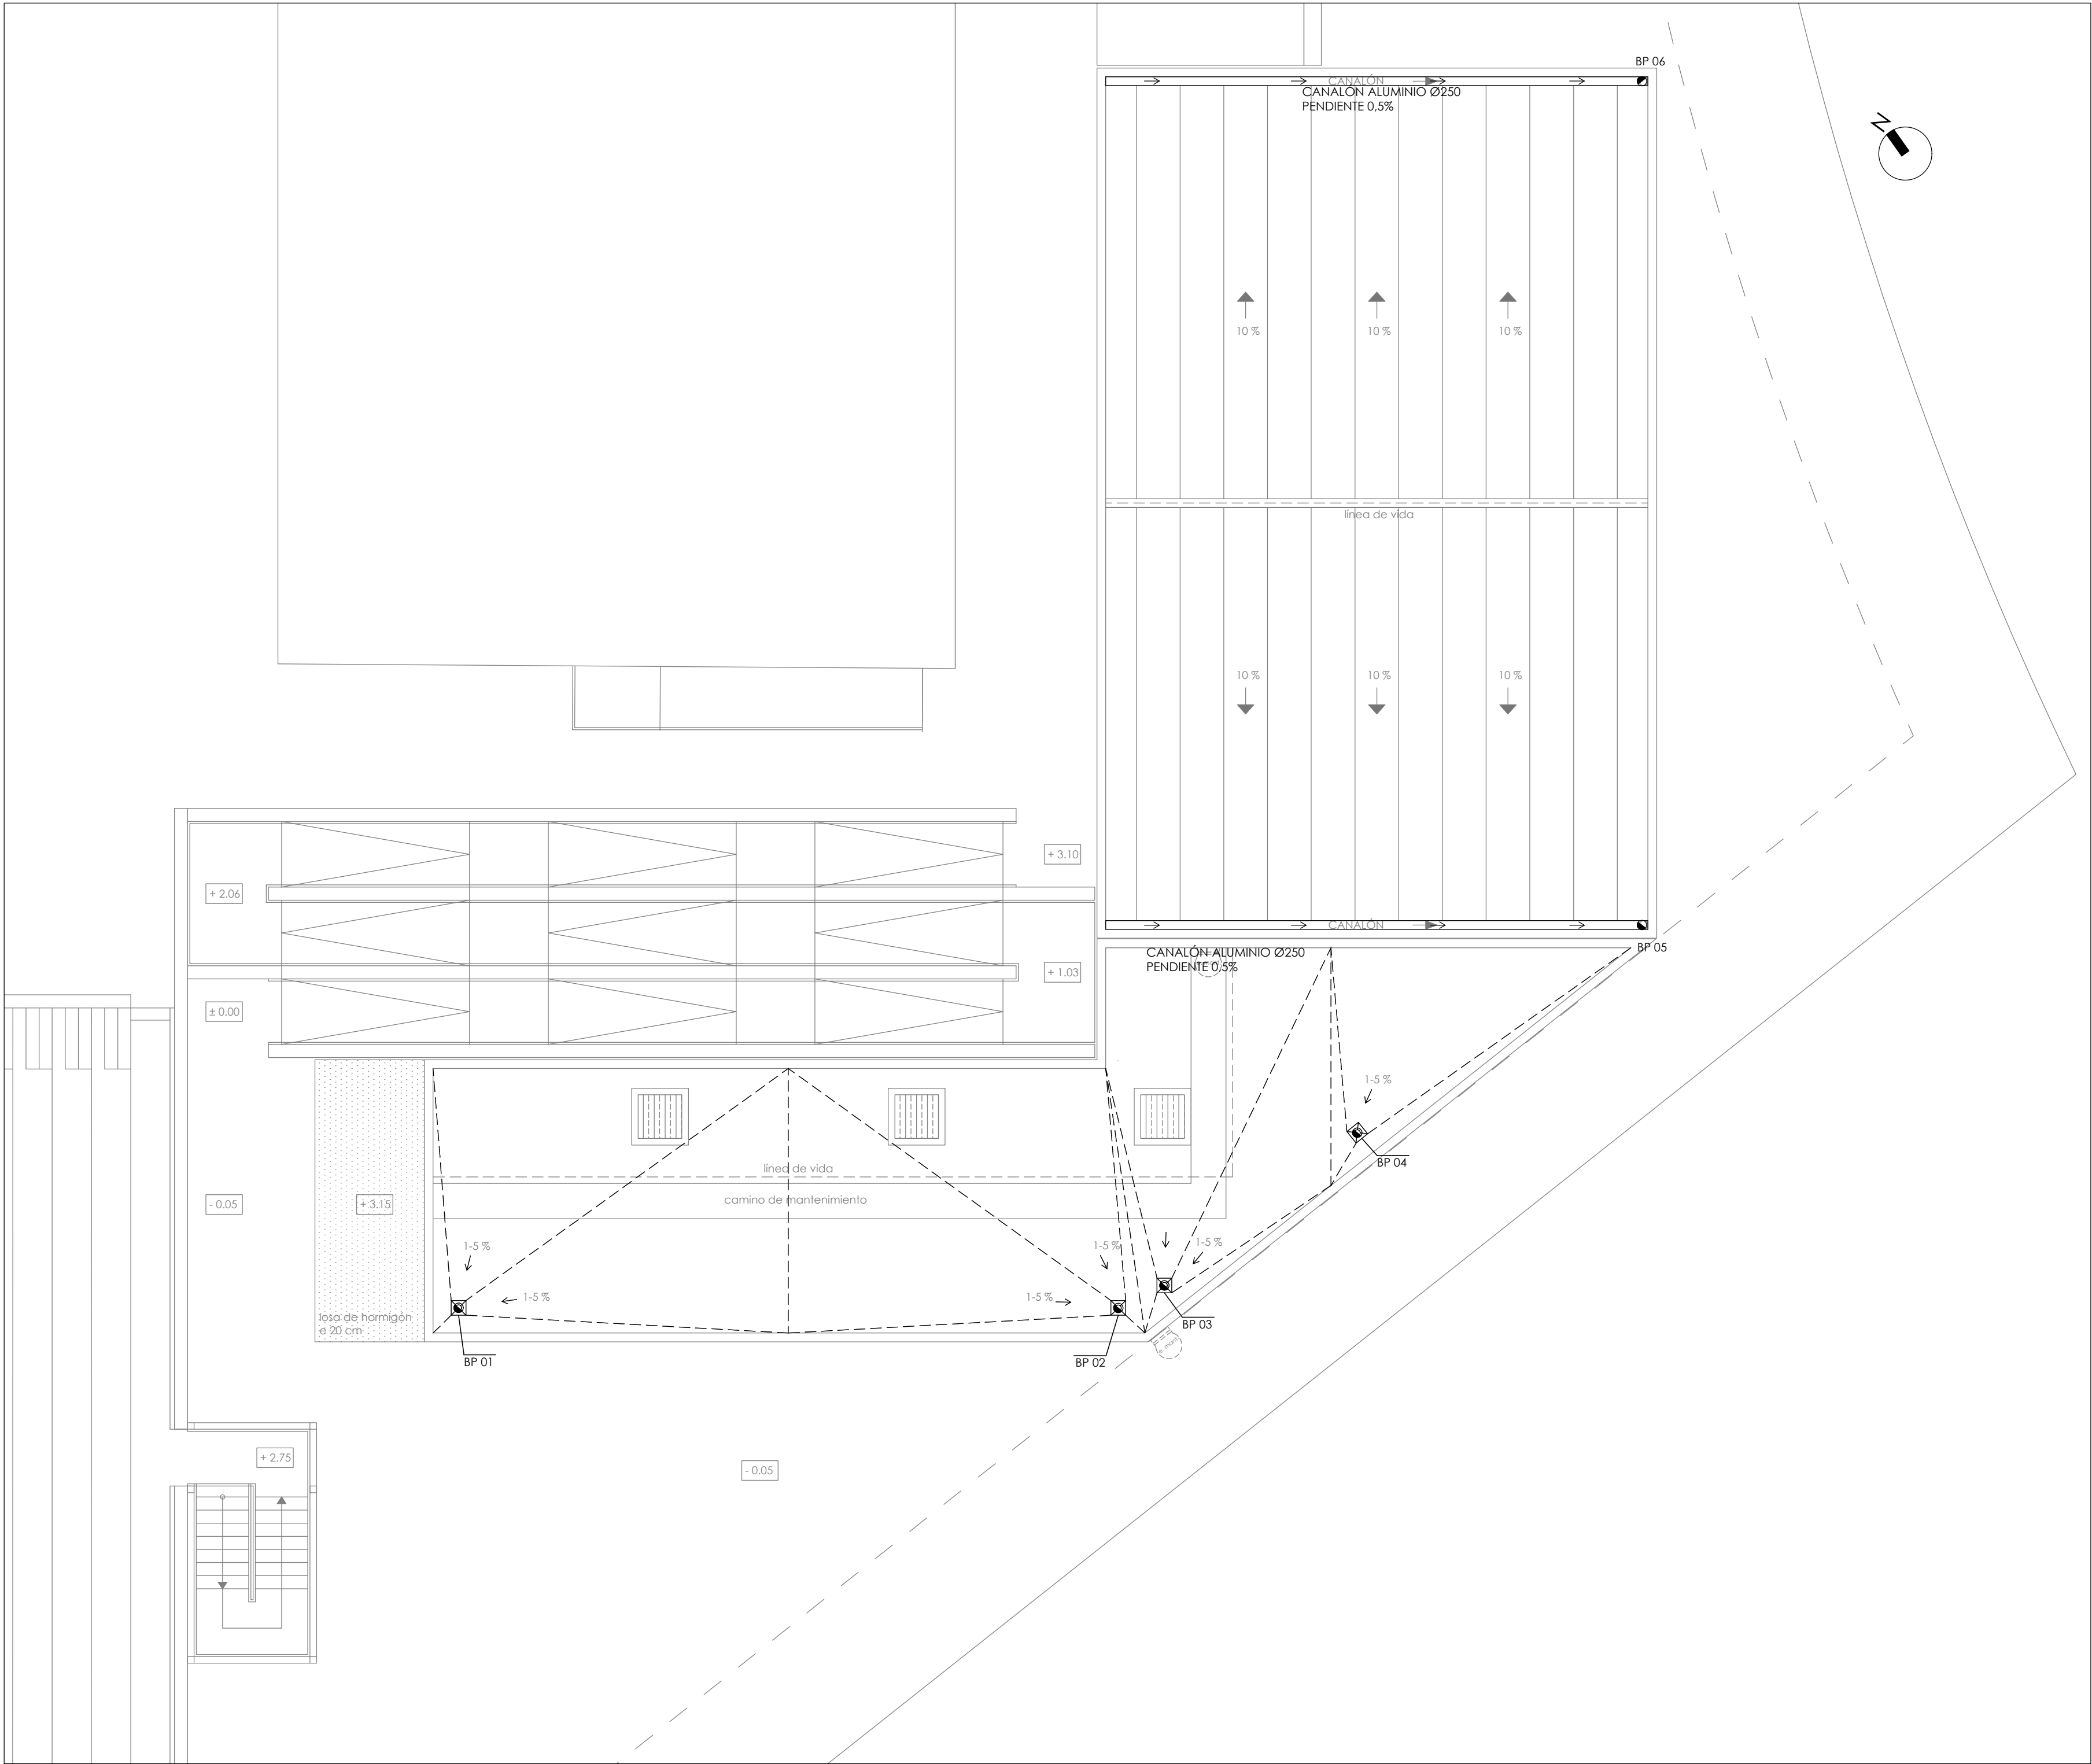 BP 06
CANALÓN
CANALÓN ALUMINIO Ø250
PENDIENTE 0,5%
N
10 %
10 %
10 %
línea de vida
10 %
10 %
10 %
+ 3.10
+ 2.06
CANALÓN
BP 05
CANALÓN ALUMINIO Ø250
PENDIENTE 0,5%
+ 1.03
± 0.00
1-5 %
BP 04
línea de vida
camino de mantenimiento
- 0.05
+ 3.15
1-5 %
1-5 %
1-5 %
1-5 %
1-5 %
losa de hormigón
e 20 cm
BP 03
BP 01
BP 02
+ 2.75
- 0.05